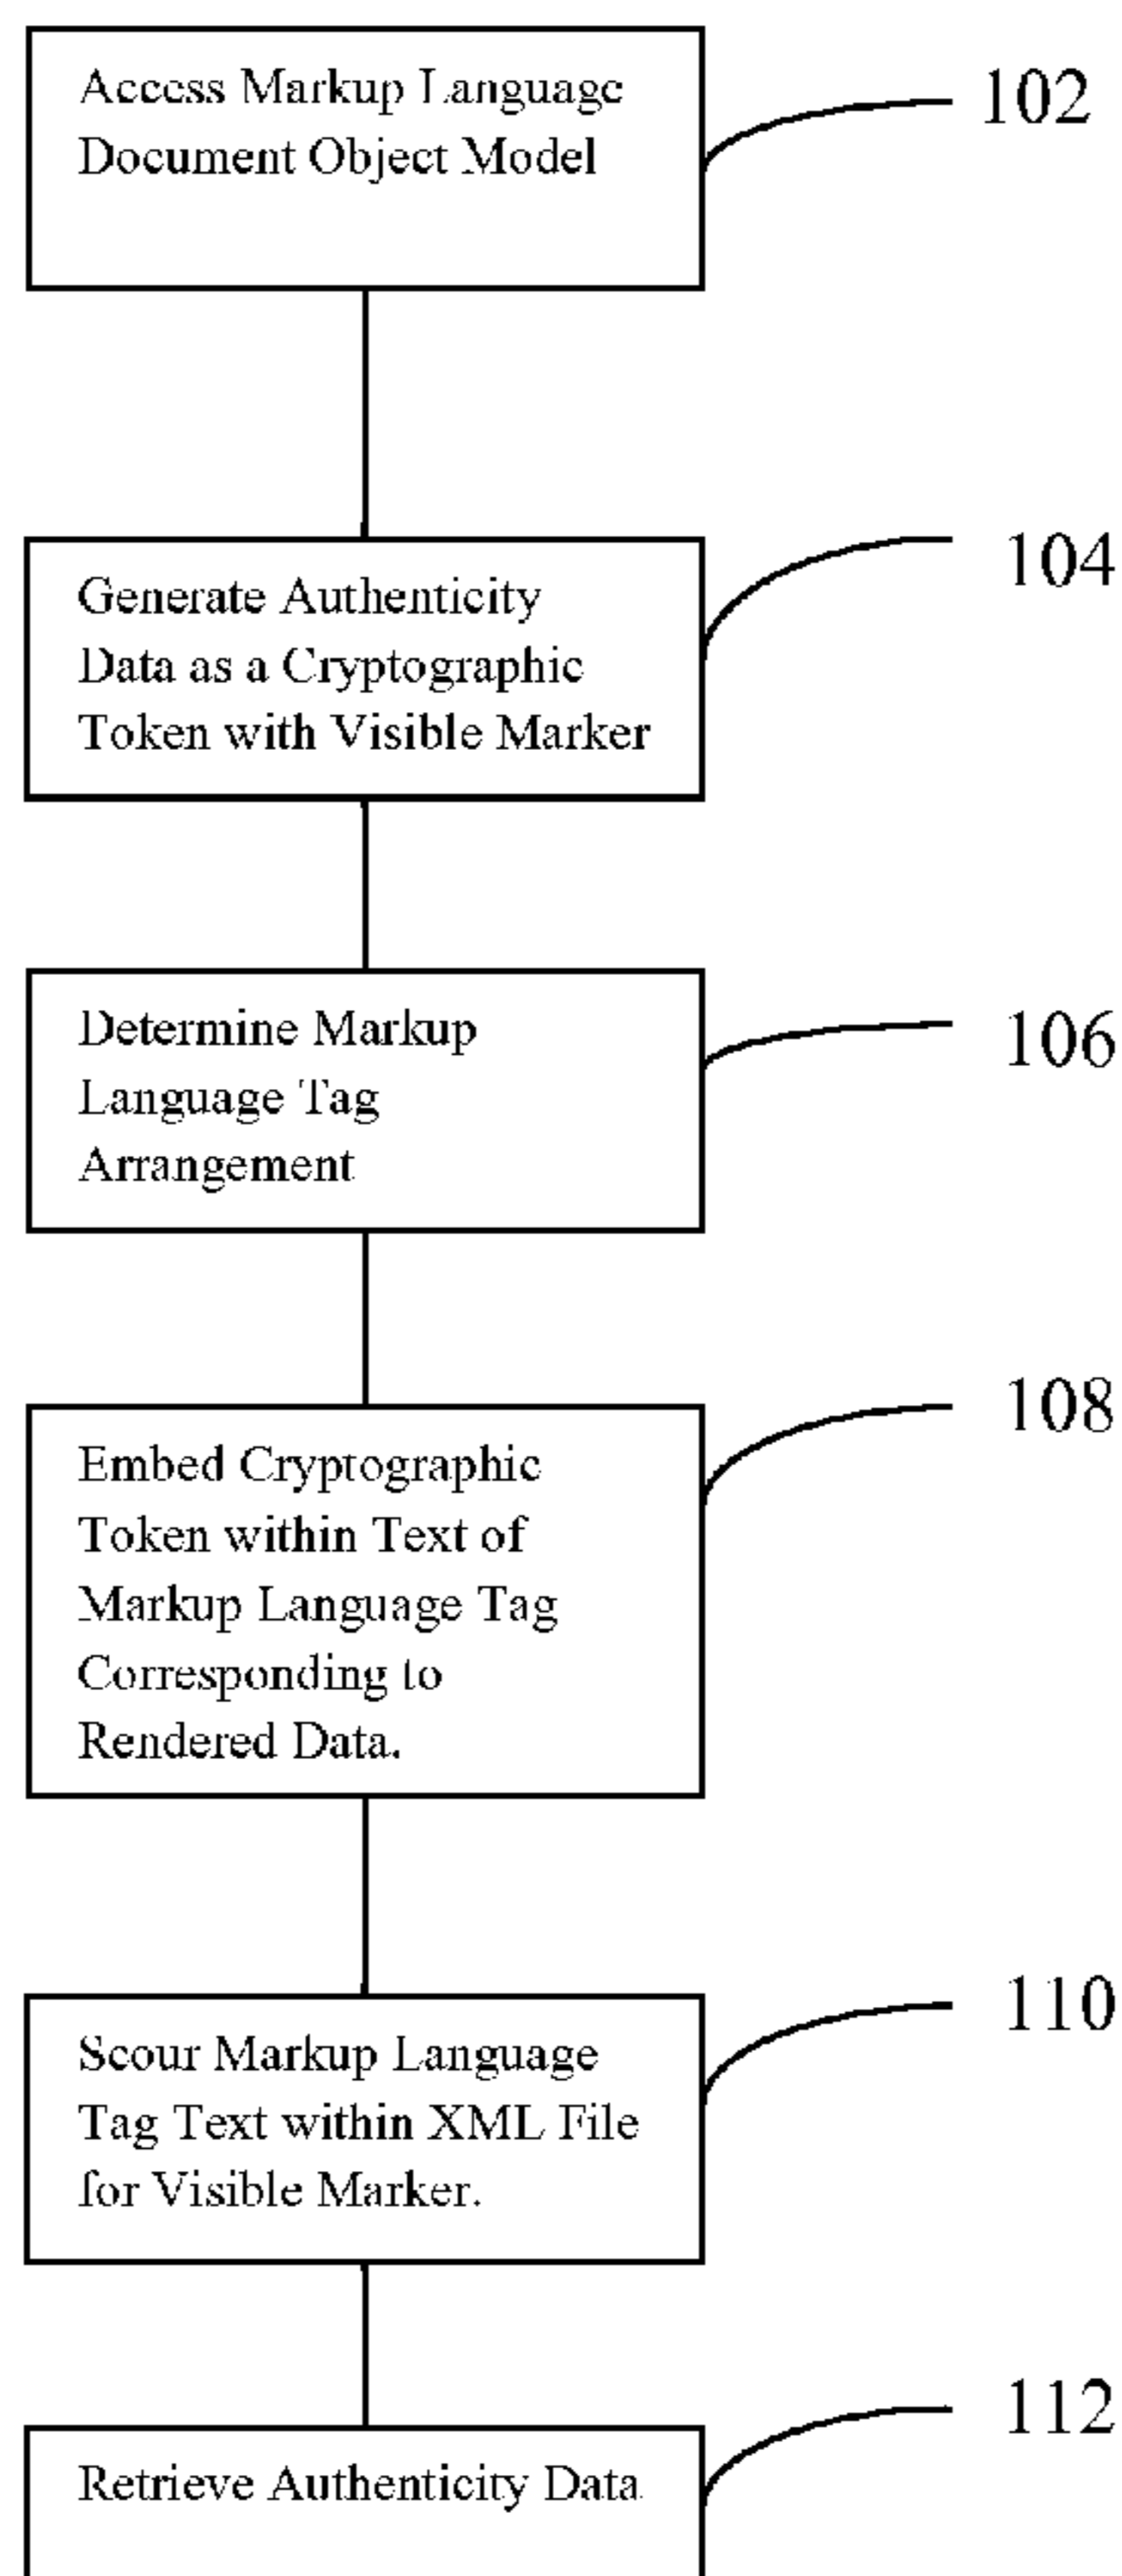 Access Markup Language
Document Object Model
102
Generate Authenticity
Data as a Cryptographic
Token with Visible Marker
104
Determine Markup
Language Tag
Arrangement
106
Embed Cryptographic
Token within Text of
Markup Language Tag
Corresponding to
Rendered Data.
108
Scour Markup Language
Tag Text within XML File
for Visible Marker.
110
Retrieve Authenticity Data
112